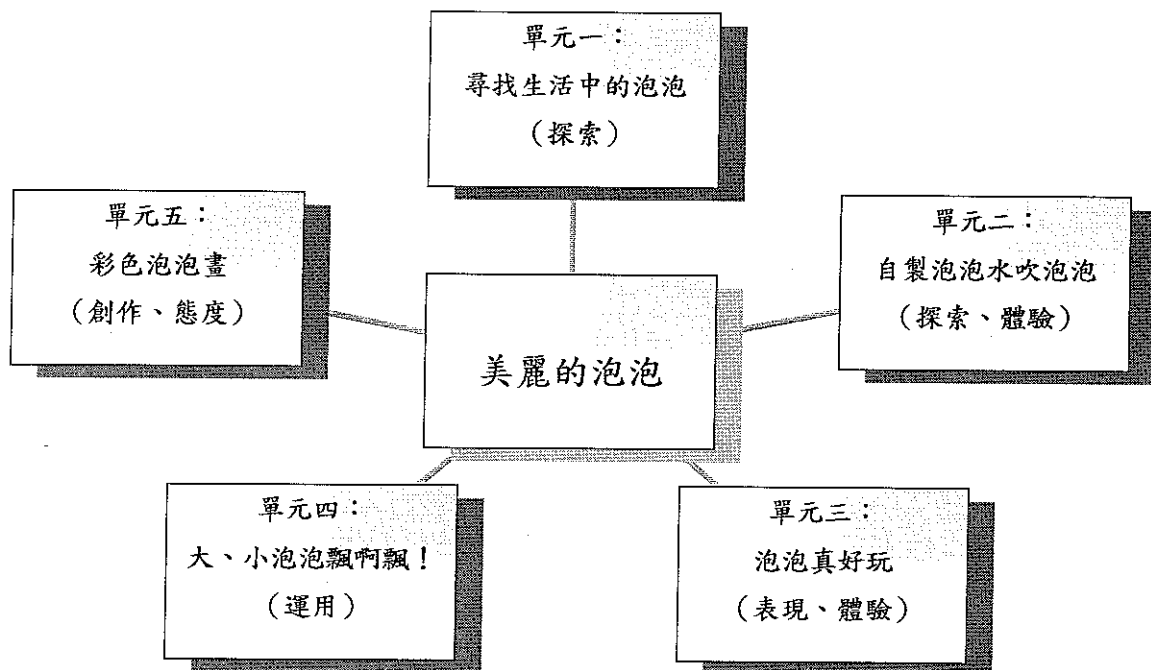 單元一：
尋找生活中的泡泡
（探索）
單元五：
彩色泡泡畫
（創作、態度）
單元二：
自製泡泡水吹泡泡
（探索、體驗）
美麗的泡泡
單元四：
大、小泡泡飄啊飄！
（運用）
單元三：
泡泡真好玩
（表現、體驗）